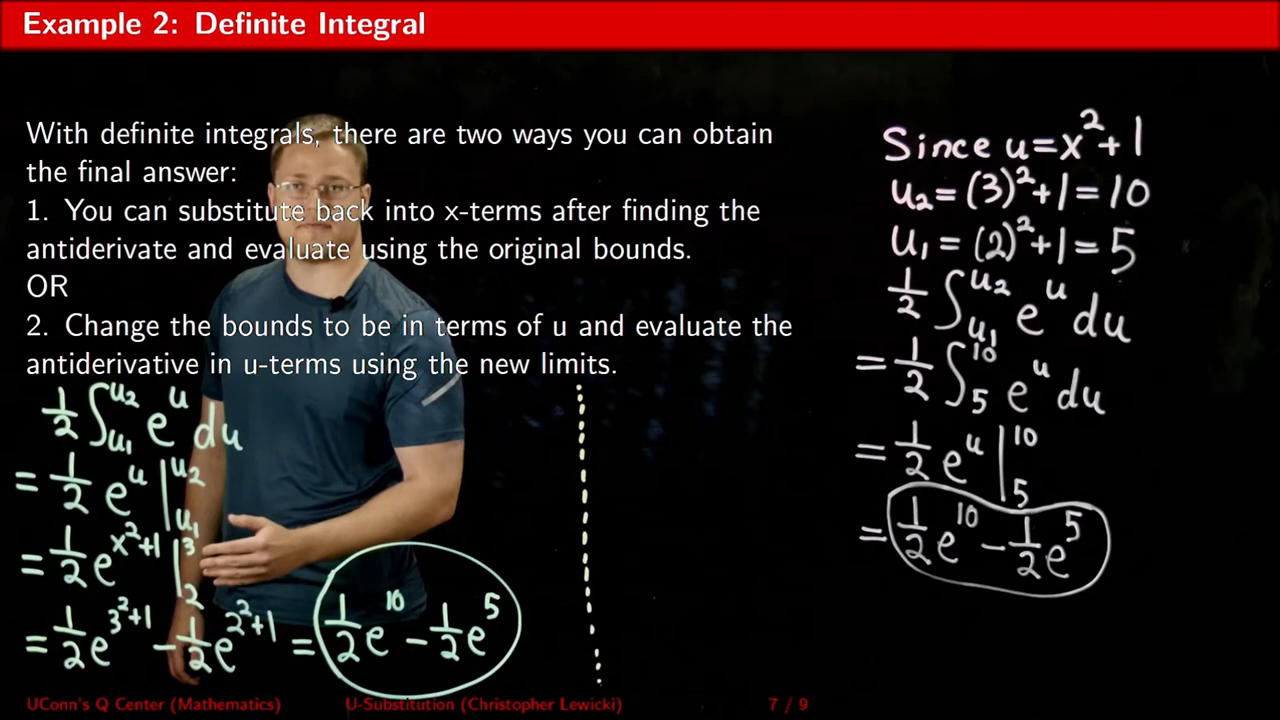 Example 2: Definite Integral
With definite integrals, there are two ways you can obtain
the final answer:
1. You can substitute back into x-terms after finding the
antiderivate and evaluate using the original bounds.
OR
2. Change the bounds to be in terms of u and evaluate the
antiderivative in u-terms using the new limits.
½ ∫_{u₁}^{u₂} e^u du
= ½ e^u |_{u₁}^{u₂}
= ½ e^{x²+1} |_2^3
= ½ e^{3²+1} − ½ e^{2²+1} = ½ e^{10} − ½ e^5
Since u = x² + 1
u₂ = (3)² + 1 = 10
u₁ = (2)² + 1 = 5
½ ∫_{u₁}^{u₂} e^u du
= ½ ∫_5^{10} e^u du
= ½ e^u |_5^{10}
= ½ e^{10} − ½ e^5
UConn's Q Center (Mathematics) U-Substitution (Christopher Lewicki) 7 / 9